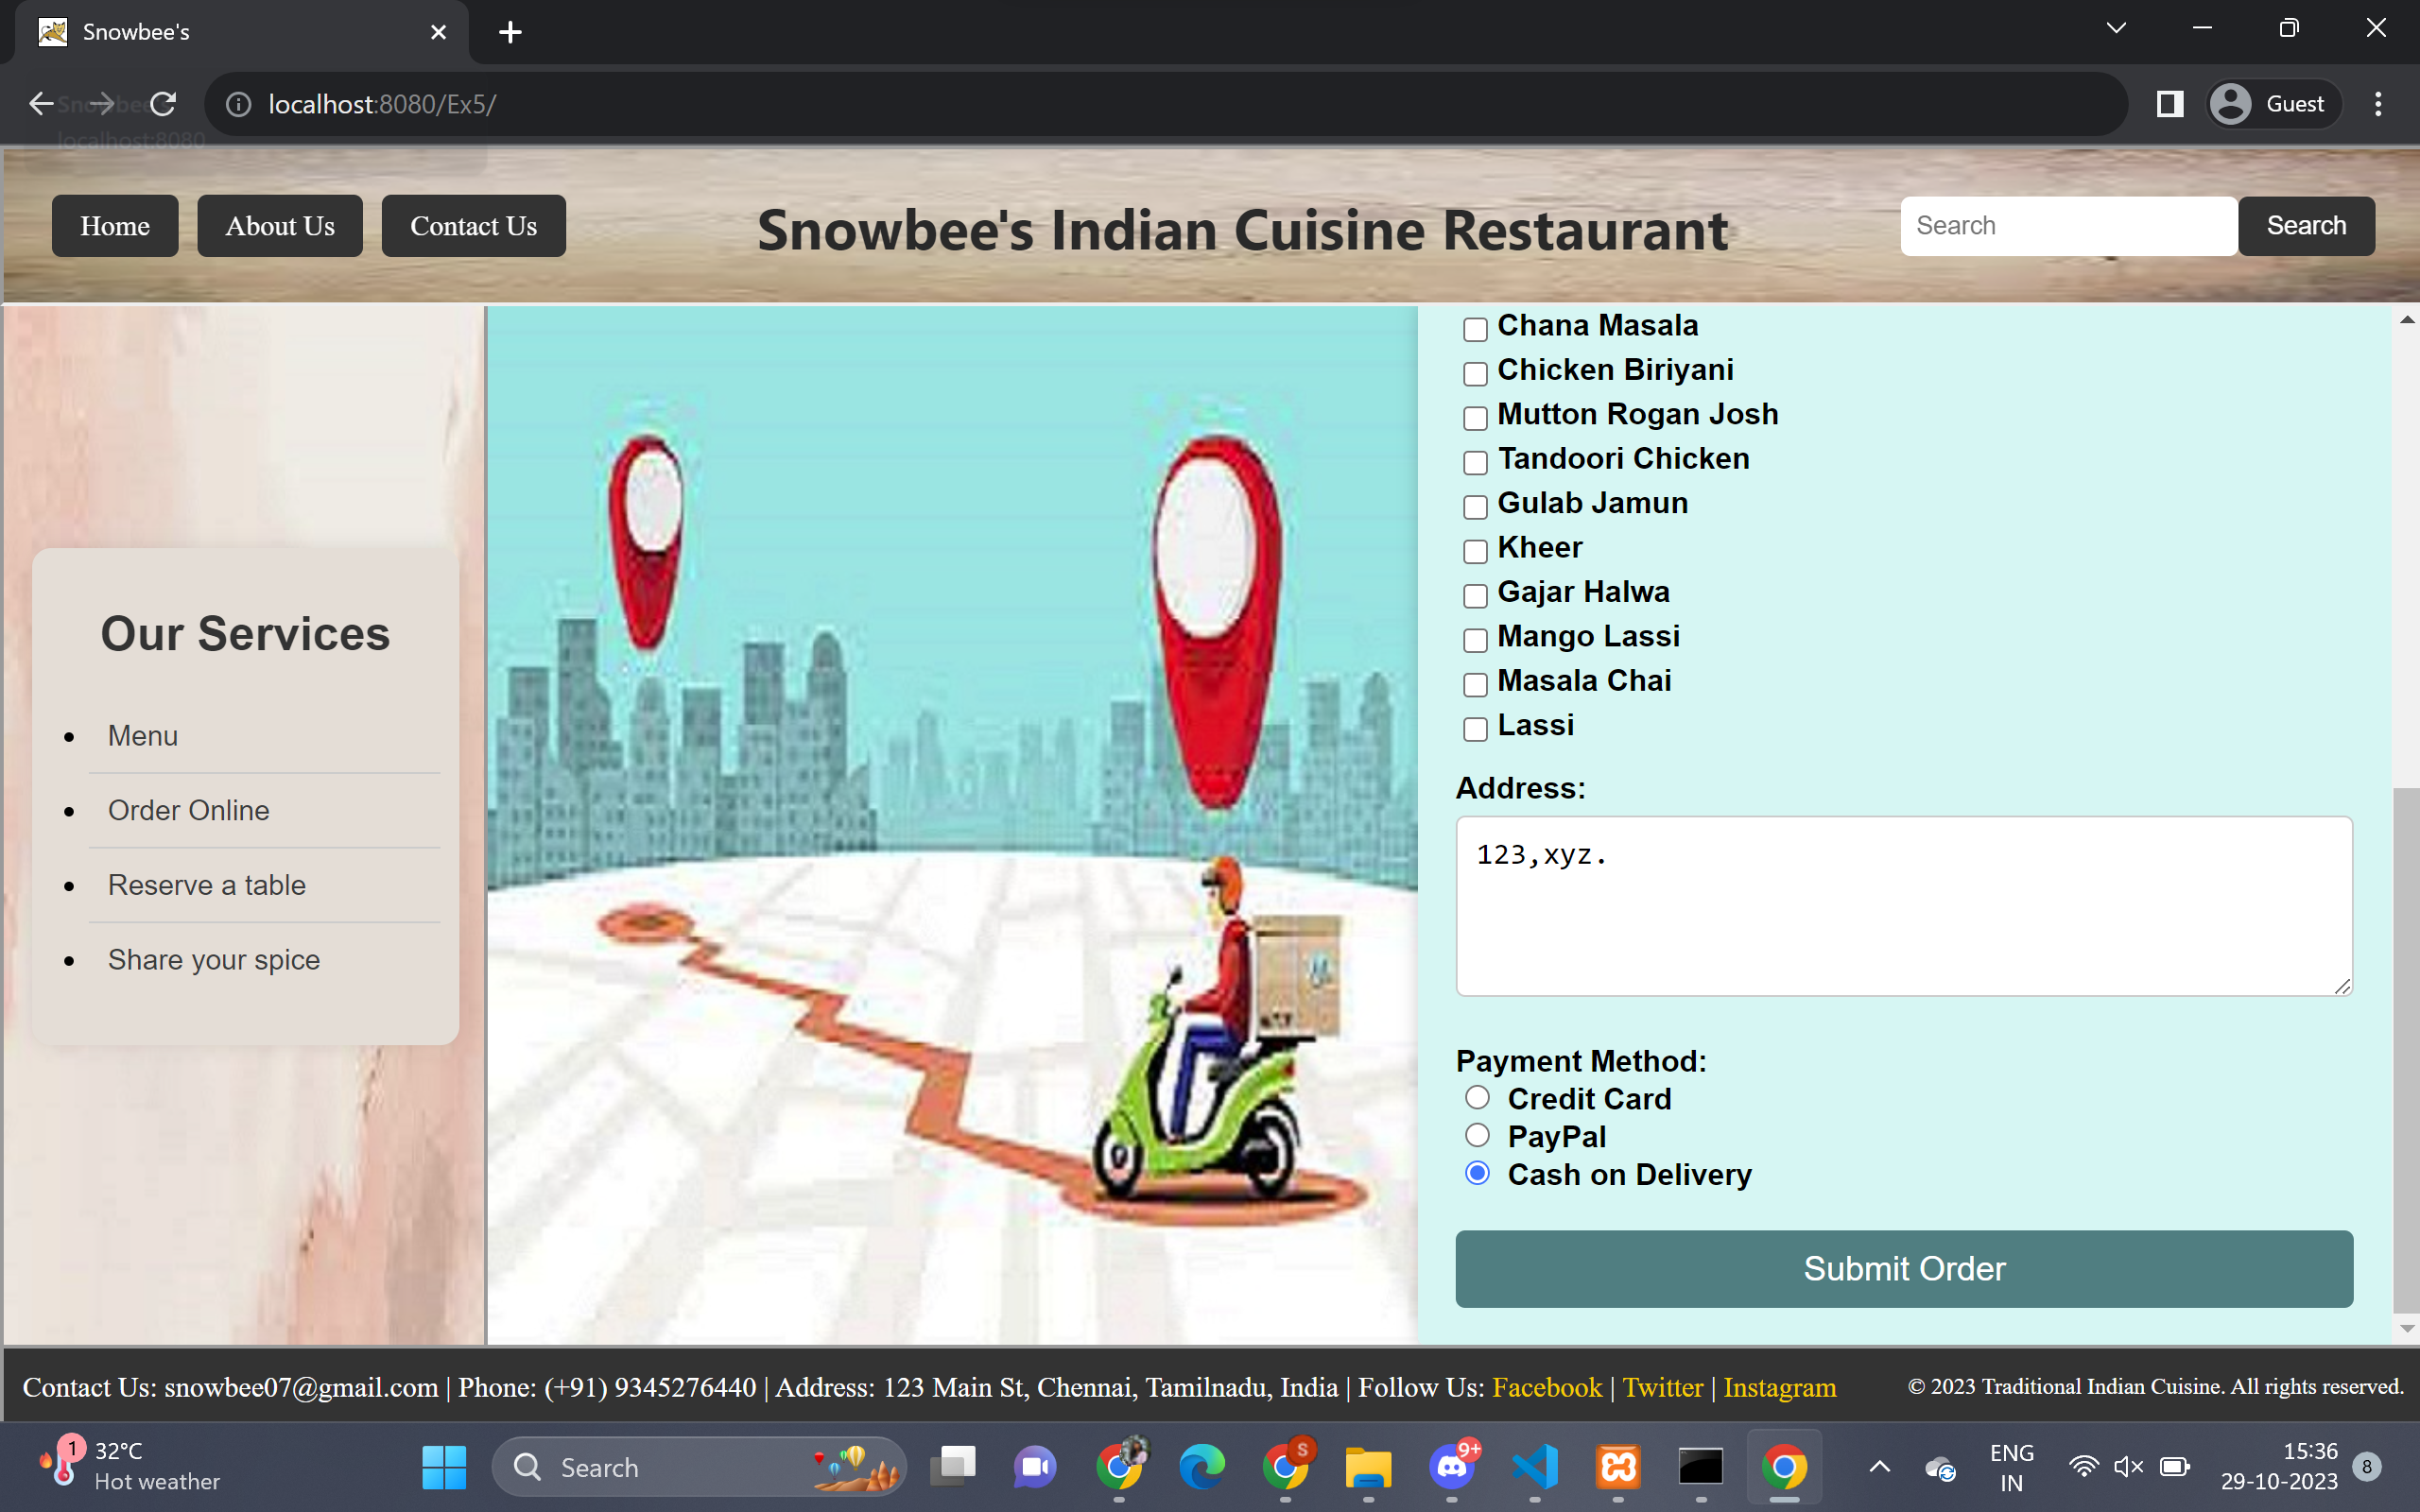 Snowbee's
localhost:8080/Ex5/
Guest
localhost:8080
Home
About Us
Contact Us
Snowbee's Indian Cuisine Restaurant
Search
Search
Our Services
Menu
Order Online
Reserve a table
Share your spice
Chana Masala
Chicken Biriyani
Mutton Rogan Josh
Tandoori Chicken
Gulab Jamun
Kheer
Gajar Halwa
Mango Lassi
Masala Chai
Lassi
Address:
123,xyz.
Payment Method:
Credit Card
PayPal
Cash on Delivery
Submit Order
Contact Us: snowbee07@gmail.com | Phone: (+91) 9345276440 | Address: 123 Main St, Chennai, Tamilnadu, India | Follow Us: Facebook | Twitter | Instagram
© 2023 Traditional Indian Cuisine. All rights reserved.
1
32°C
Hot weather
Search
S
9+
ENG
IN
15:36
29-10-2023
8